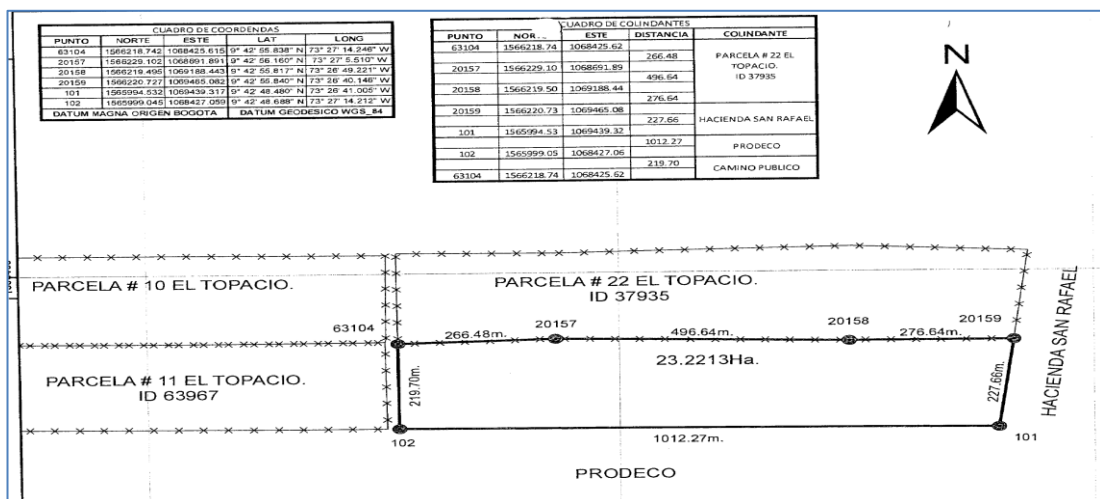 CUADRO DE COORDENDAS
PUNTO NORTE ESTE LAT LONG
63104 1566218.742 1068425.615 9° 42' 55.838" N 73° 27' 14.246" W
20157 1566229.102 1068691.891 9° 42' 56.160" N 73° 27' 5.510" W
20158 1566219.495 1069188.443 9° 42' 55.817" N 73° 26' 49.221" W
20159 1566220.727 1069465.082 9° 42' 55.840" N 73° 26' 40.146" W
101 1565994.532 1069439.317 9° 42' 48.480" N 73° 26' 41.005" W
102 1565999.045 1068427.059 9° 42' 48.688" N 73° 27' 14.212" W
DATUM MAGNA ORIGEN BOGOTA DATUM GEODESICO WGS_84
CUADRO DE COLINDANTES
PUNTO ESTE DISTANCIA COLINDANTE
63104 1566218.74 1068425.62
266.48
PARCELA # 22 EL
TOPACIO.
ID 37935
20157 1566229.10 1068691.89
496.64
20158 1566219.50 1069188.44
276.64
20159 1566220.73 1069465.08
227.66 HACIENDA SAN RAFAEL
101 1565994.53 1069439.32
1012.27 PRODECO
102 1565999.05 1068427.06
219.70 CAMINO PUBLICO
63104 1566218.74 1068425.62
N
PARCELA # 10 EL TOPACIO.
PARCELA # 22 EL TOPACIO.
ID 37935
HACIENDA SAN RAFAEL
63104
266.48m.
20157
496.64m.
20158
276.64m.
20159
23.2213Ha.
PARCELA # 11 EL TOPACIO.
ID 63967
219.70m.
227.66m.
102
1012.27m.
101
PRODECO